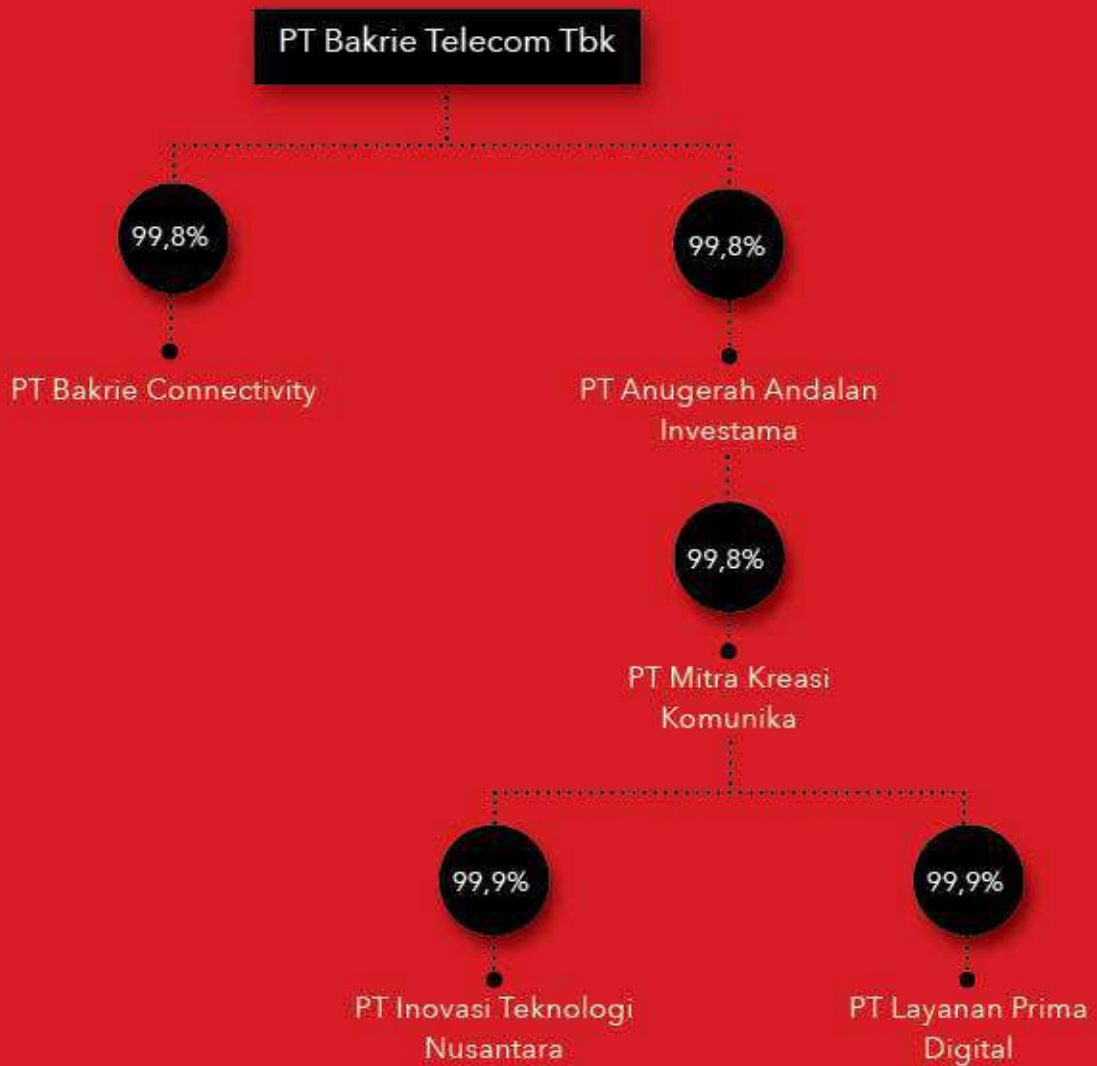 PT Bakrie Telecom Tbk
99,8%
99,8%
PT Bakrie Connectivity
PT Anugerah Andalan
Investama
99,8%
PT Mitra Kreasi
Komunika
99,9%
99,9%
PT Inovasi Teknologi
Nusantara
PT Layanan Prima
Digital